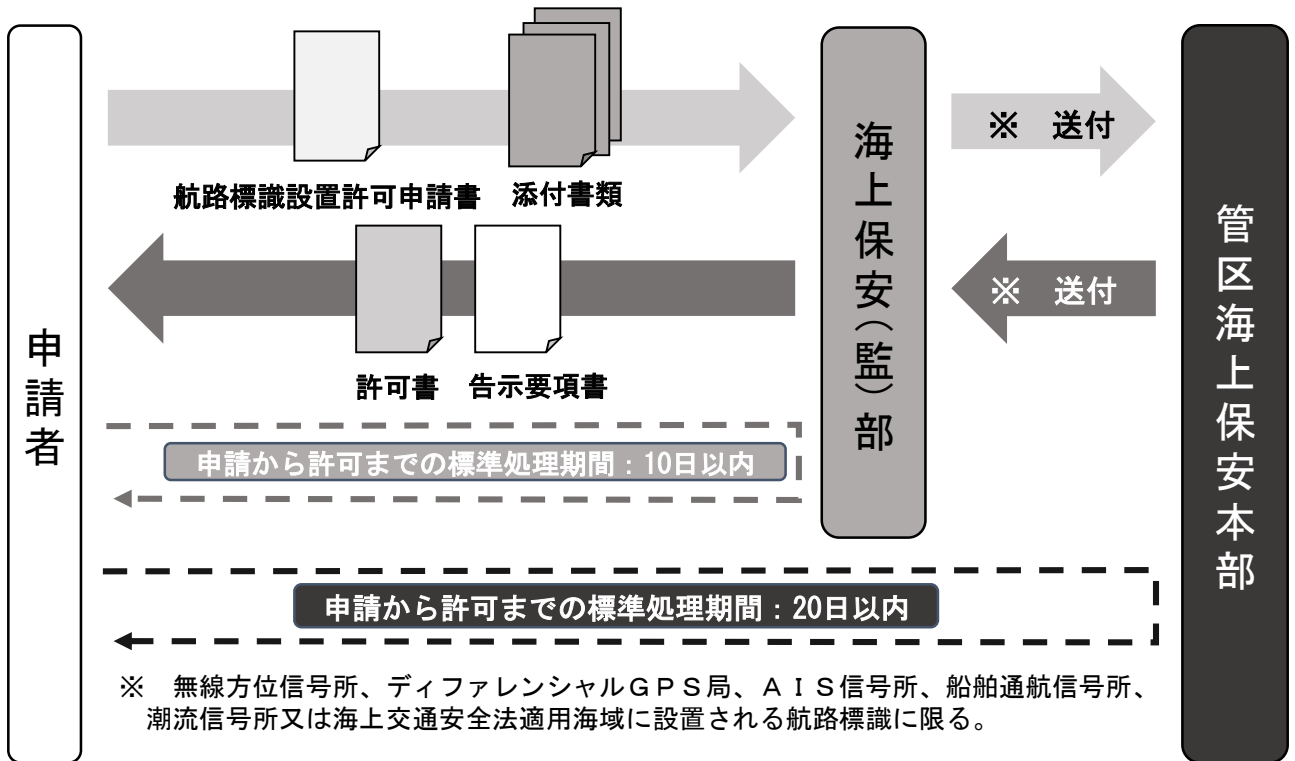 申請者
航路標識設置許可申請書
添付書類
海上保安(監)部
※　送付
管区海上保安本部
許可書
告示要項書
※　送付
申請から許可までの標準処理期間：10日以内
申請から許可までの標準処理期間：20日以内
※　無線方位信号所、ディファレンシャルＧＰＳ局、ＡＩＳ信号所、船舶通航信号所、
潮流信号所又は海上交通安全法適用海域に設置される航路標識に限る。